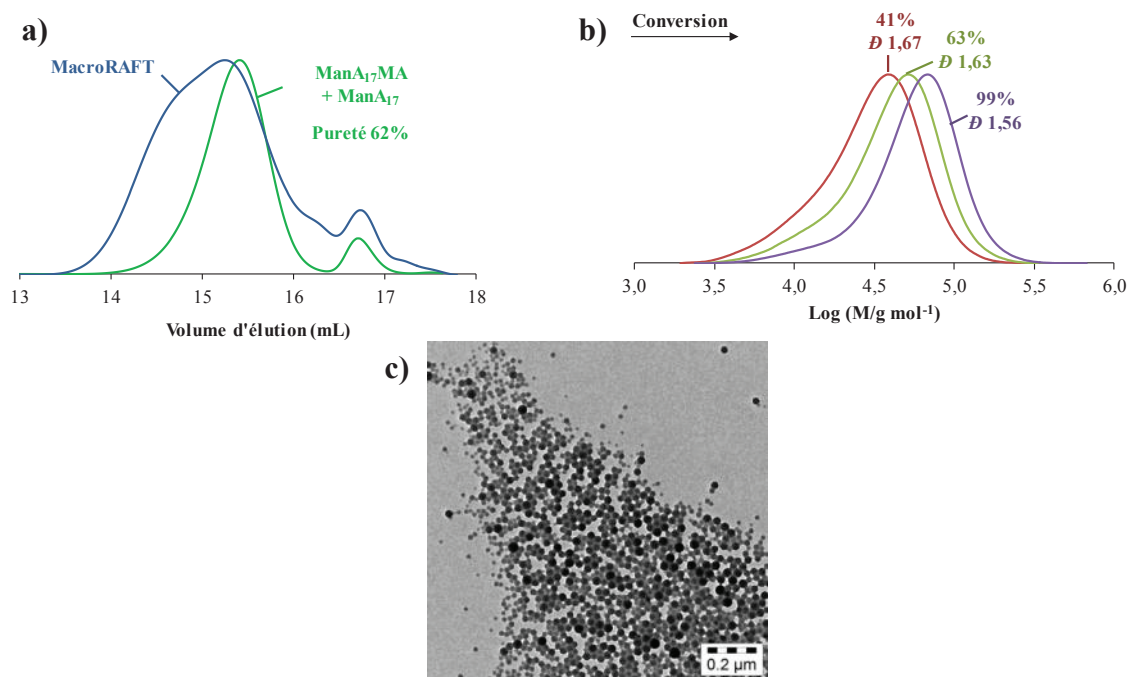 a)
MacroRAFT
ManA₁₇MA
+ ManA₁₇
Pureté 62%
13 14 15 16 17 18
Volume d'élution (mL)
b)
Conversion
41%
Đ 1,67
63%
Đ 1,63
99%
Đ 1,56
3,0 3,5 4,0 4,5 5,0 5,5 6,0
Log (M/g mol⁻¹)
c)
0.2 µm